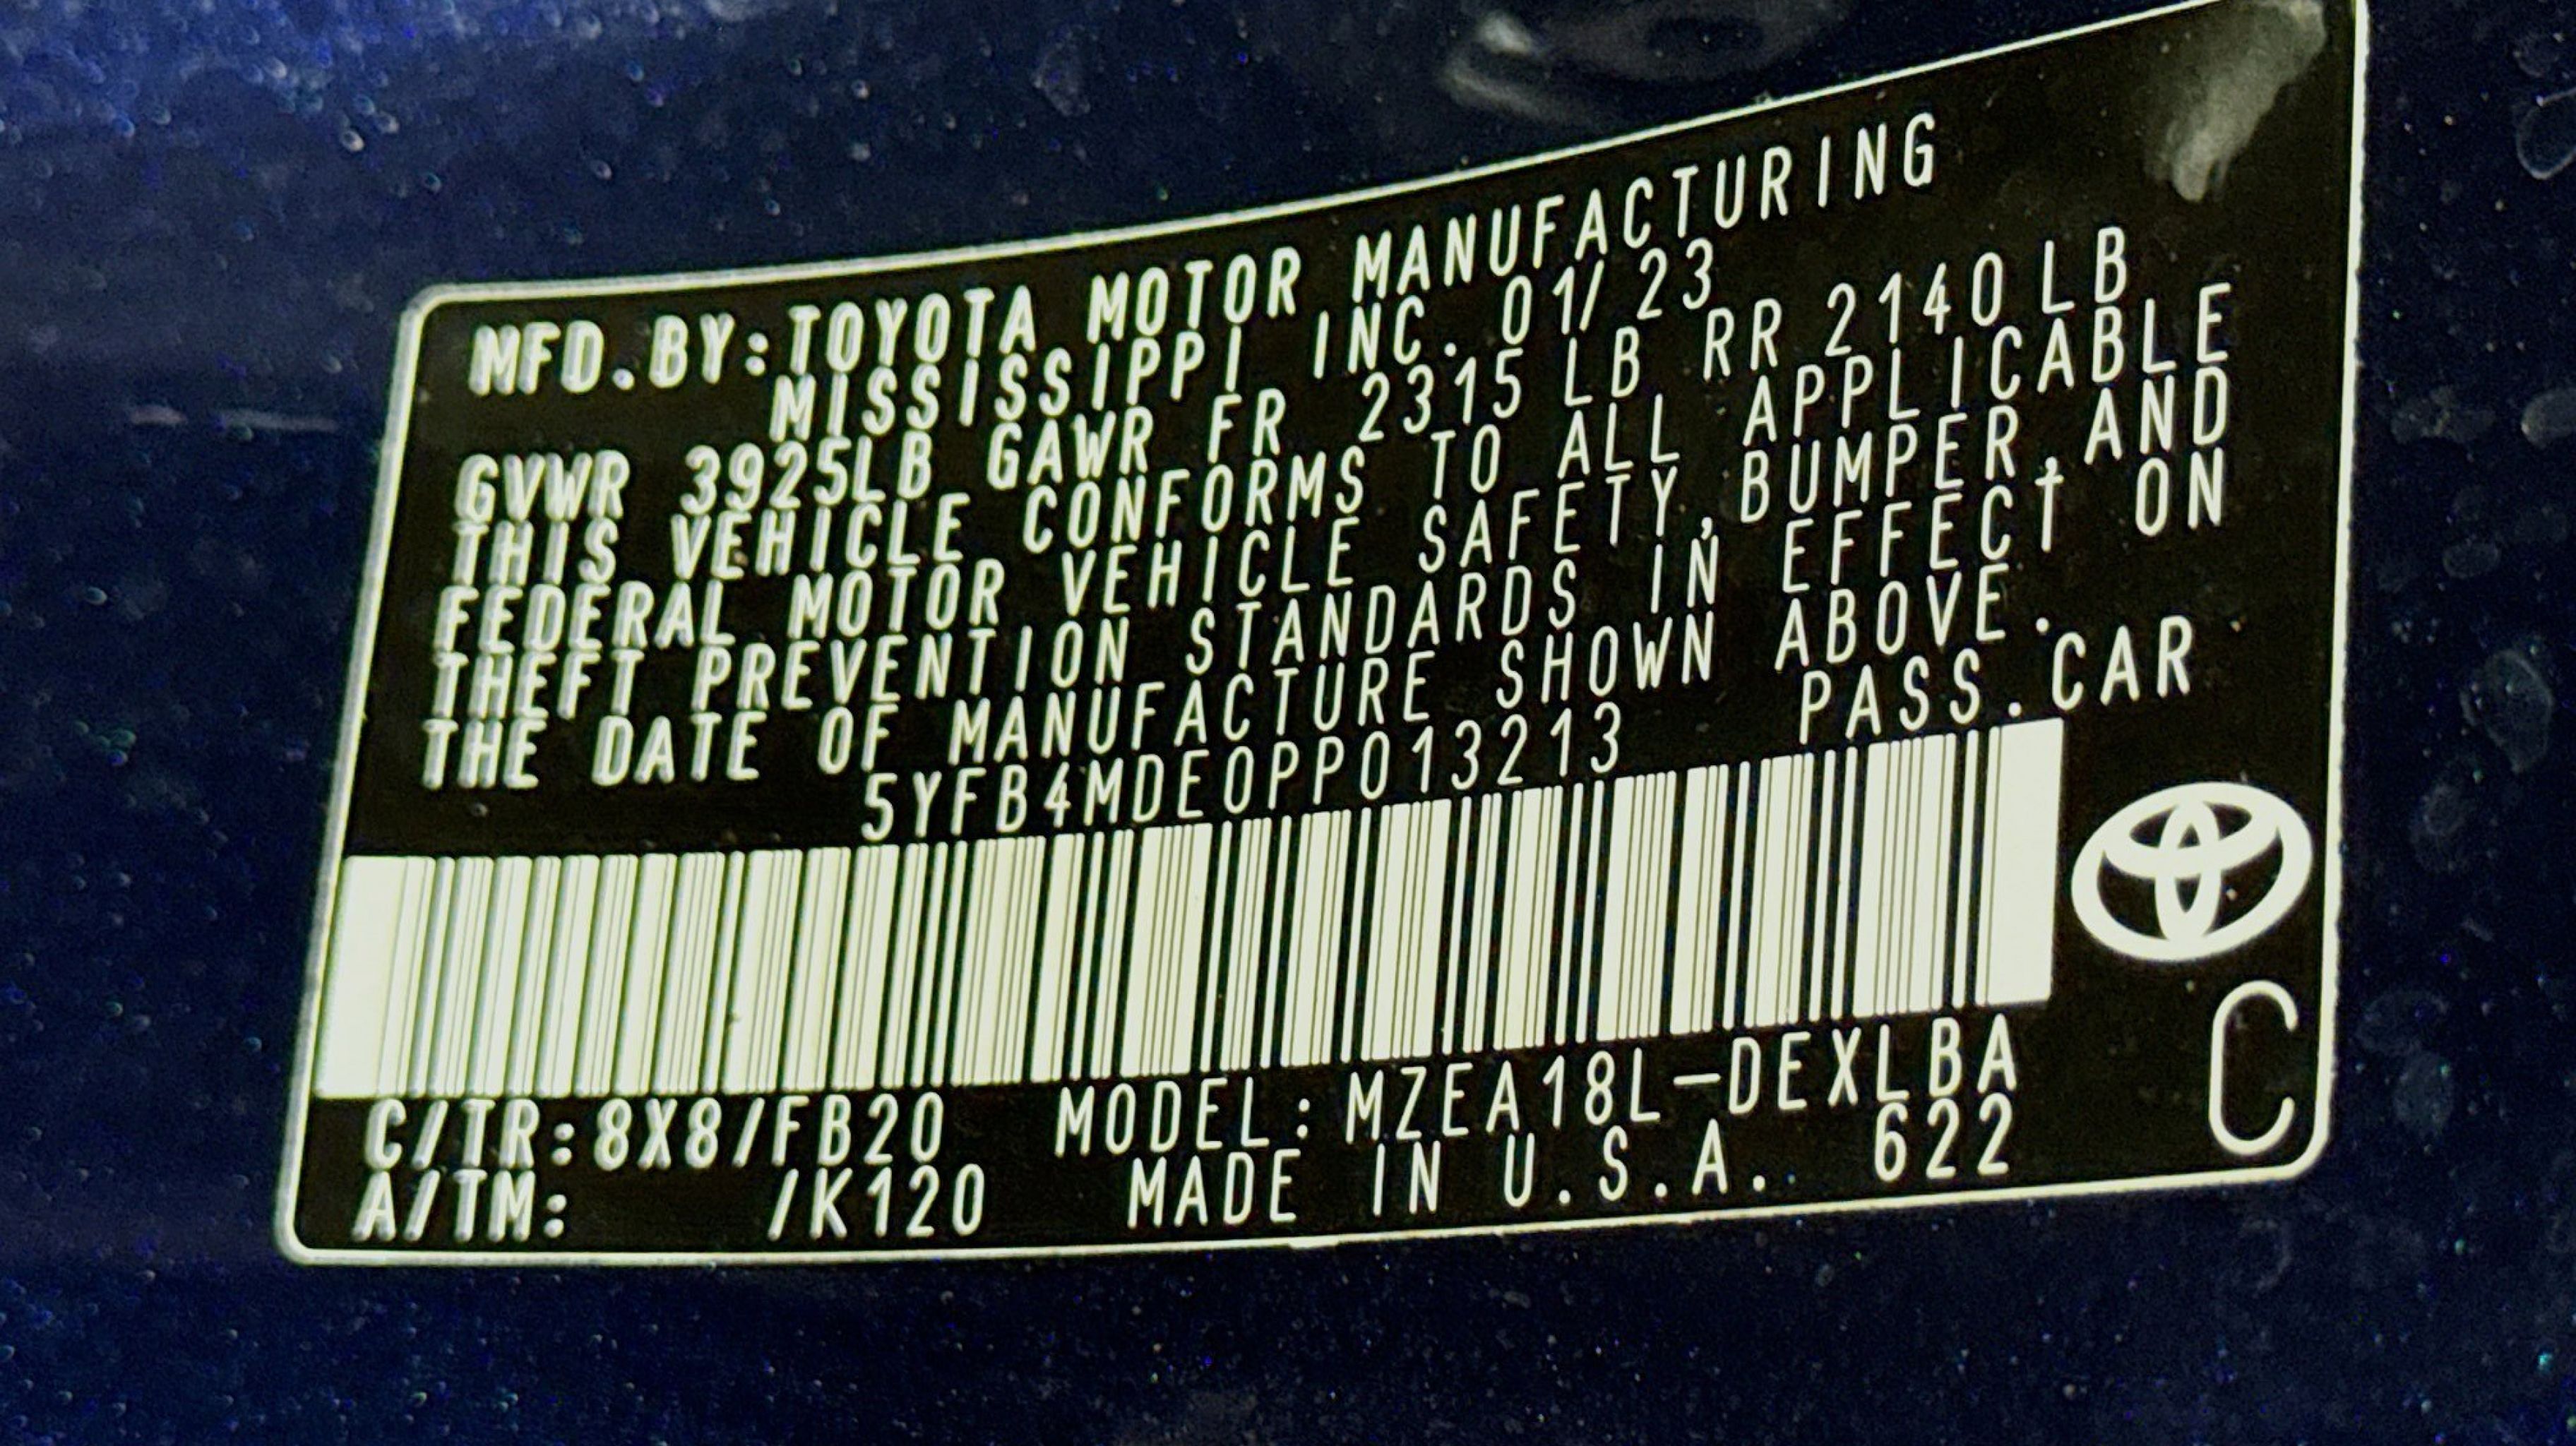 MFD.BY:TOYOTA MOTOR MANUFACTURING
MISSISSIPPI INC. 01/23
GVWR 3925LB GAWR FR 2315 LB RR 2140 LB
THIS VEHICLE CONFORMS TO ALL APPLICABLE
FEDERAL MOTOR VEHICLE SAFETY,BUMPER,AND
THEFT PREVENTION STANDARDS IN EFFECT ON
THE DATE OF MANUFACTURE SHOWN ABOVE.
5YFB4MDE0PP013213 PASS.CAR
C/TR:8X8/FB20 MODEL:MZEA18L-DEXLBA
A/TM: /K120 MADE IN U.S.A. 622
C